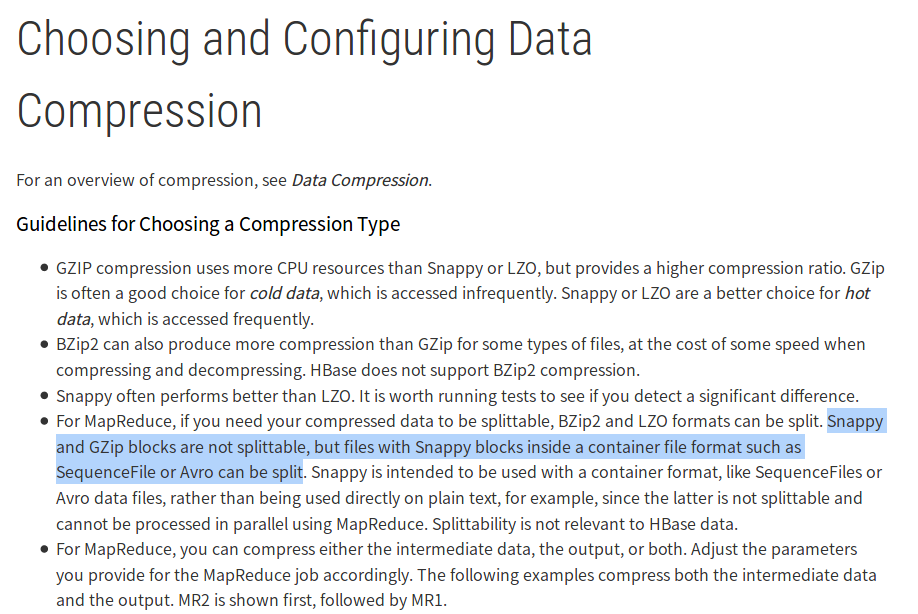 Choosing and Configuring Data
Compression
For an overview of compression, see Data Compression.
Guidelines for Choosing a Compression Type
• GZIP compression uses more CPU resources than Snappy or LZO, but provides a higher compression ratio. GZip
is often a good choice for cold data, which is accessed infrequently. Snappy or LZO are a better choice for hot
data, which is accessed frequently.
• BZip2 can also produce more compression than GZip for some types of files, at the cost of some speed when
compressing and decompressing. HBase does not support BZip2 compression.
• Snappy often performs better than LZO. It is worth running tests to see if you detect a significant difference.
• For MapReduce, if you need your compressed data to be splittable, BZip2 and LZO formats can be split. Snappy
and GZip blocks are not splittable, but files with Snappy blocks inside a container file format such as
SequenceFile or Avro can be split. Snappy is intended to be used with a container format, like SequenceFiles or
Avro data files, rather than being used directly on plain text, for example, since the latter is not splittable and
cannot be processed in parallel using MapReduce. Splittability is not relevant to HBase data.
• For MapReduce, you can compress either the intermediate data, the output, or both. Adjust the parameters
you provide for the MapReduce job accordingly. The following examples compress both the intermediate data
and the output. MR2 is shown first, followed by MR1.